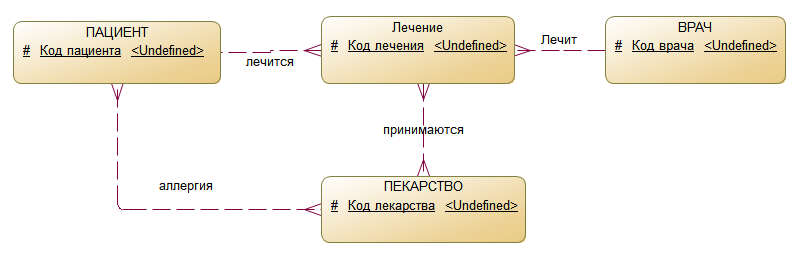 ПАЦИЕНТ
# Код пациента <Undefined>
лечится
Лечение
# Код лечения <Undefined>
Лечит
ВРАЧ
# Код врача <Undefined>
принимаются
аллергия
ПЕКАРСТВО
# Код лекарства <Undefined>